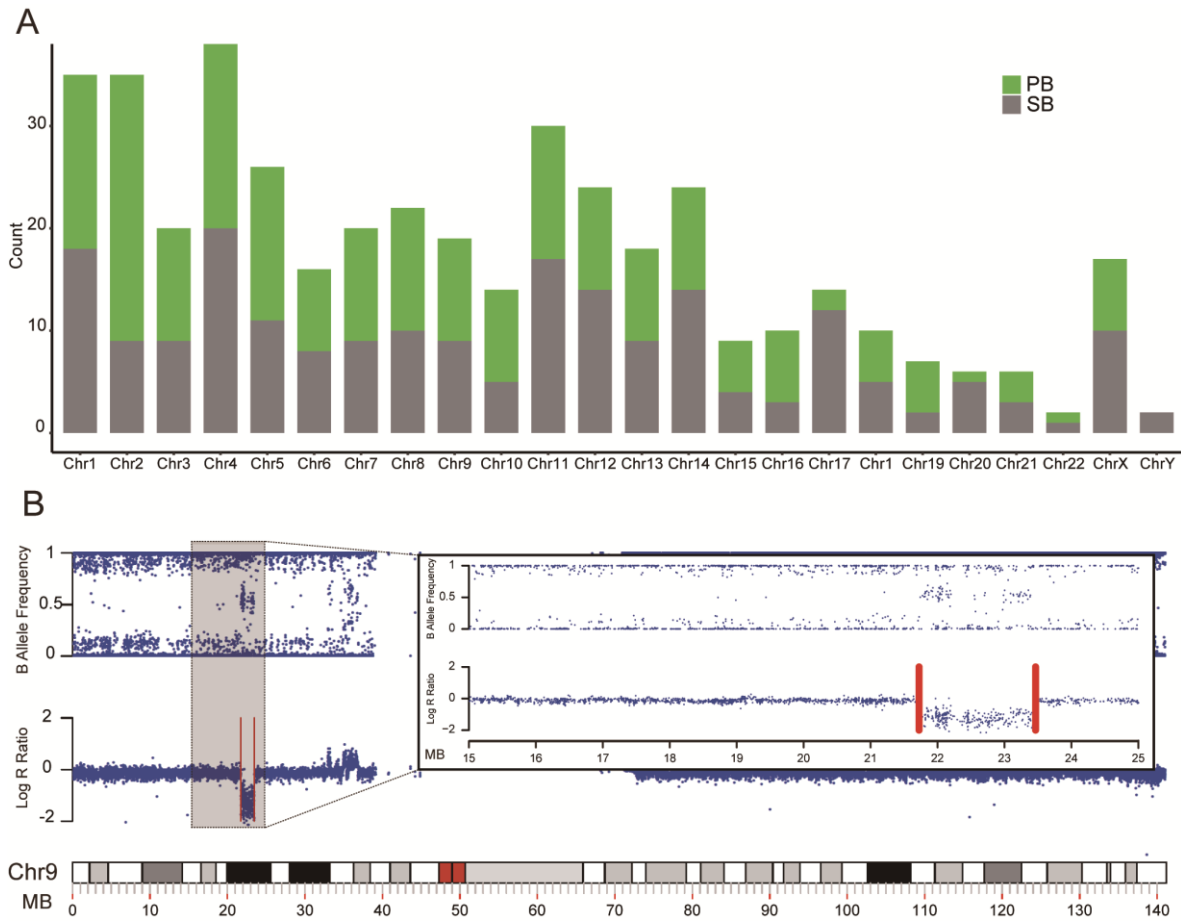 A
PB
SB
Count
30
20
10
0
Chr1 Chr2 Chr3 Chr4 Chr5 Chr6 Chr7 Chr8 Chr9 Chr10 Chr11 Chr12 Chr13 Chr14 Chr15 Chr16 Chr17 Chr1 Chr19 Chr20 Chr21 Chr22 ChrX ChrY
B
B Allele Frequency
1
0.5
0
Log R Ratio
2
0
-2
B Allele Frequency
1
0.5
0
Log R Ratio
2
0
-2
MB
15 16 17 18 19 20 21 22 23 24 25
Chr9
MB
0 10 20 30 40 50 60 70 80 90 100 110 120 130 140